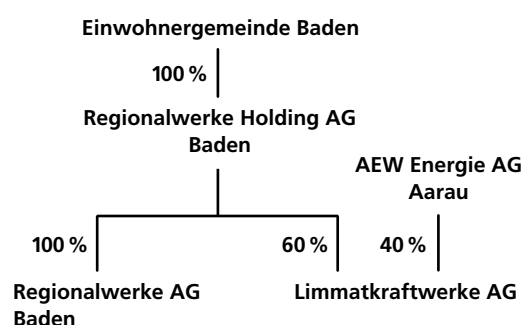 Einwohnergemeinde Baden
100 %
Regionalwerke Holding AG
Baden
AEW Energie AG
Aarau
100 %
60 %
40 %
Regionalwerke AG
Baden
Limmatkraftwerke AG